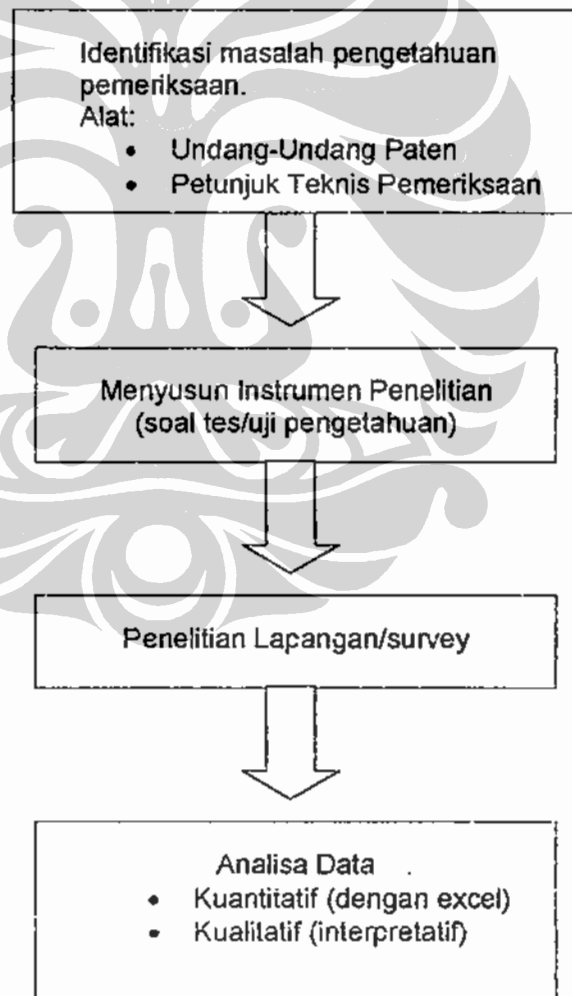 Identifikasi masalah pengetahuan
pemeriksaan.
Alat:
• Undang-Undang Paten
• Petunjuk Teknis Pemeriksaan
Menyusun Instrumen Penelitian
(soal tes/uji pengetahuan)
Penelitian Lapangan/survey
Analisa Data
• Kuantitatif (dengan excel)
• Kualitatif (interpretatif)